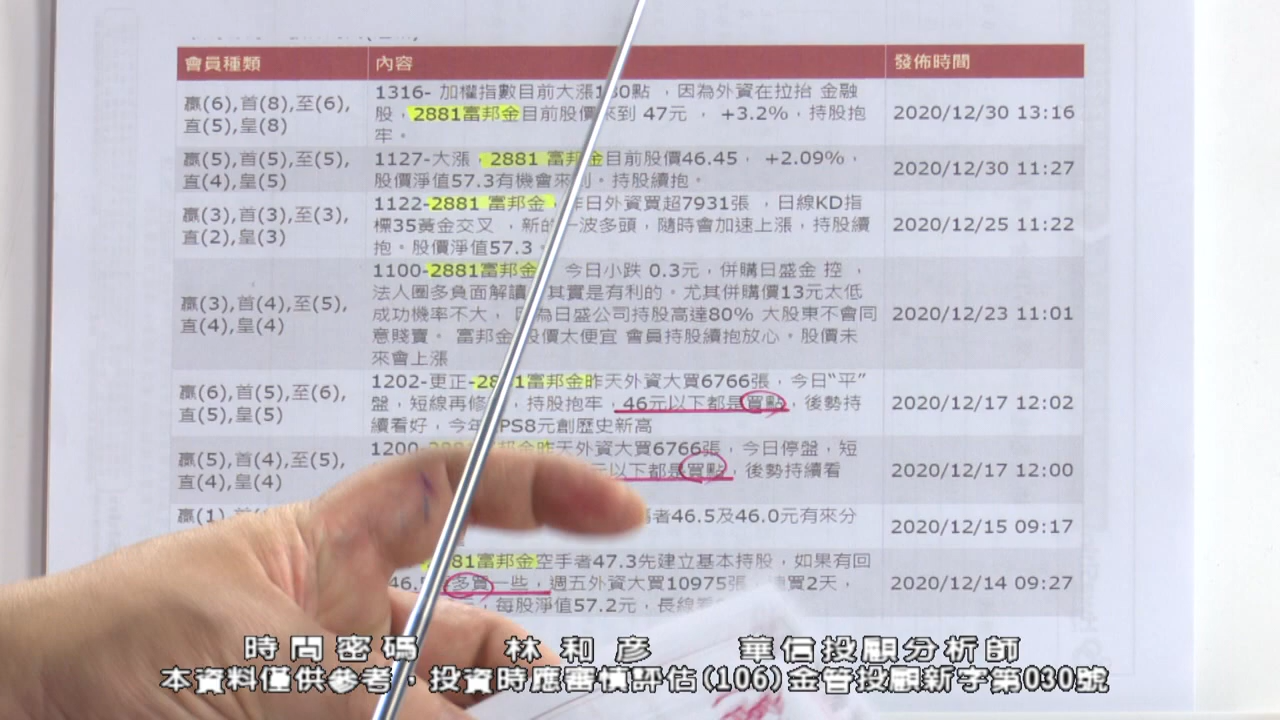 會員種類 內容 發佈時間
1316- 加權指數目前大漲1 0點 ，因為外資在拉抬 金融
贏(6),首(8),至(6), 股，2881富邦金目前股價來到 47元 ， +3.2%，持股抱 2020/12/30 13:16
直(5),皇(8) 牢。
贏(5),首(5),至(5), 1127-大漲，2881 富邦金目前股價46.45， +2.09%， 2020/12/30 11:27
直(4),皇(5) 股價淨值57.3有機會來到。持股續抱。
1122-2881 富邦金 昨日外資買超7931張 ，日線KD指
贏(3),首(3),至(3), 標35黃金交叉 ，新的一波多頭，隨時會加速上漲，持股續 2020/12/25 11:22
直(2),皇(3) 抱。股價淨值57.3。
1100-2881富邦金 今日小跌 0.3元，併購日盛金 控 ，
贏(3),首(4),至(5), 法人圈多負面解讀 其實是有利的。尤其併購價13元太低
直(4),皇(4) 成功機率不大， 因為日盛公司持股高達80% 大股東不會同 2020/12/23 11:01
意賤賣。 富邦金 股價太便宜 會員持股續抱放心。股價未
來會上漲
1202-更正-2881富邦金昨天外資大買6766張，今日“平”
贏(6),首(5),至(6), 盤，短線再修 ，持股抱牢，46元以下都是買點，後勢持 2020/12/17 12:02
直(5),皇(5) 續看好，今年 PS8元創歷史新高
1200-2881富邦金昨天外資大買6766張，今日停盤，短
贏(5),首(4),至(5), 元以下都是買點，後勢持續看 2020/12/17 12:00
直(4),皇(4)
贏(1) 者46.5及46.0元有來分 2020/12/15 09:17
81富邦金空手者47.3先建立基本持股，如果有回
46.5 多買一些，週五外資大買10975張 買2天， 2020/12/14 09:27
，每股淨值57.2元，長線看
時間密碼 林和彦 華信投顧分析師
本資料僅供參考，投資時應審慎評估(106)金管投顧新字第030號